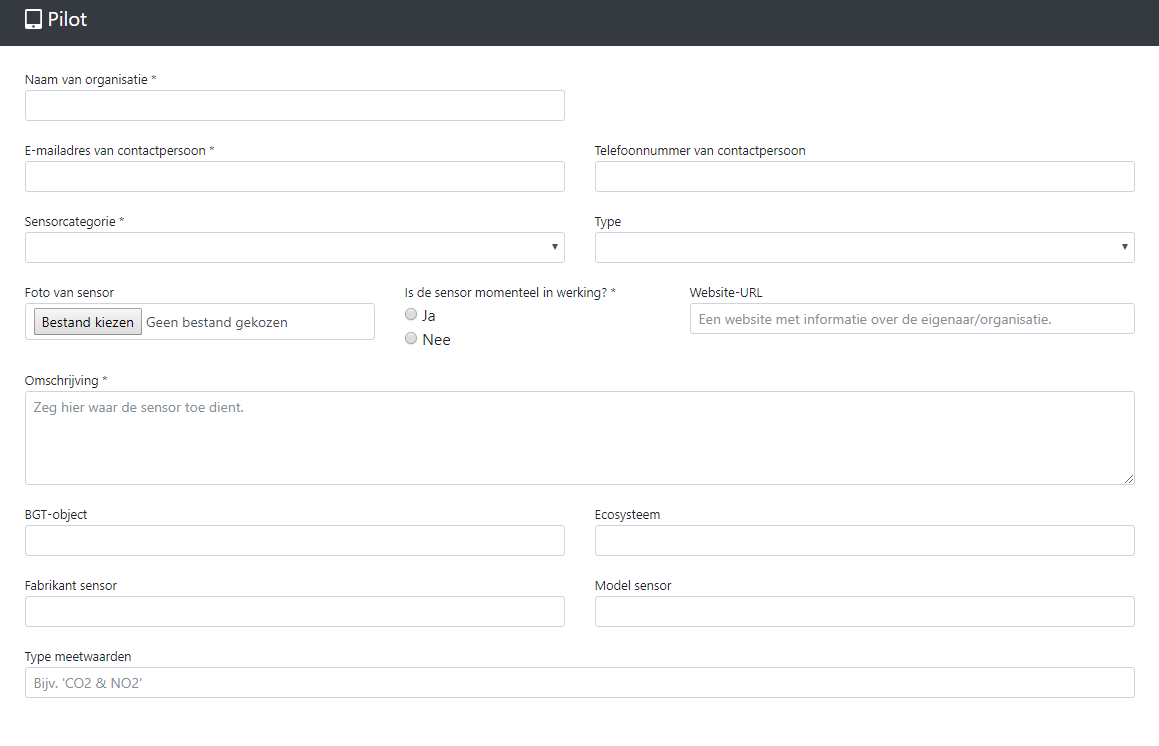 Pilot
Naam van organisatie *
E-mailadres van contactpersoon *
Telefoonnummer van contactpersoon
Sensorcategorie *
Type
Foto van sensor
Bestand kiezen Geen bestand gekozen
Is de sensor momenteel in werking? *
Ja
Nee
Website-URL
Een website met informatie over de eigenaar/organisatie.
Omschrijving *
Zeg hier waar de sensor toe dient.
BGT-object
Ecosysteem
Fabrikant sensor
Model sensor
Type meetwaarden
Bijv. 'CO2 & NO2'